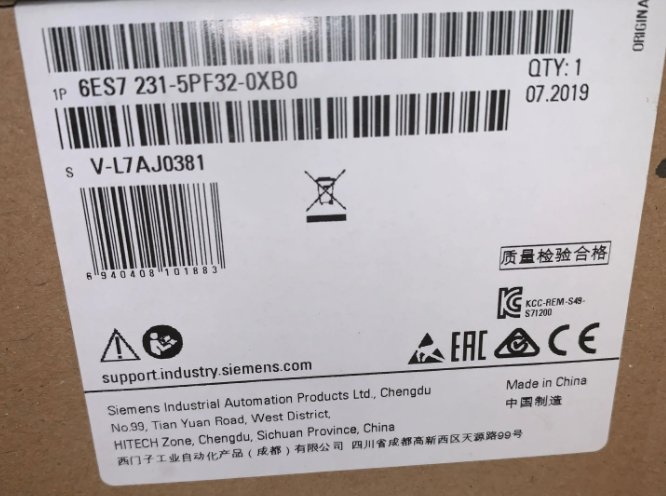 ORIGINA
1P 6ES7 231-5PF32-0XB0
QTY: 1
07.2019
S V-L7AJ0381
6 940408 101883
质量检验合格
KCC-REM-S49-
S71200
EAC CE
support.industry.siemens.com
Siemens Industrial Automation Products Ltd., Chengdu
No.99, Tian Yuan Road, West District,
HITECH Zone, Chengdu, Sichuan Province, China
西门子工业自动化产品（成都）有限公司 四川省成都高新西区天源路99号
Made in China
中国制造